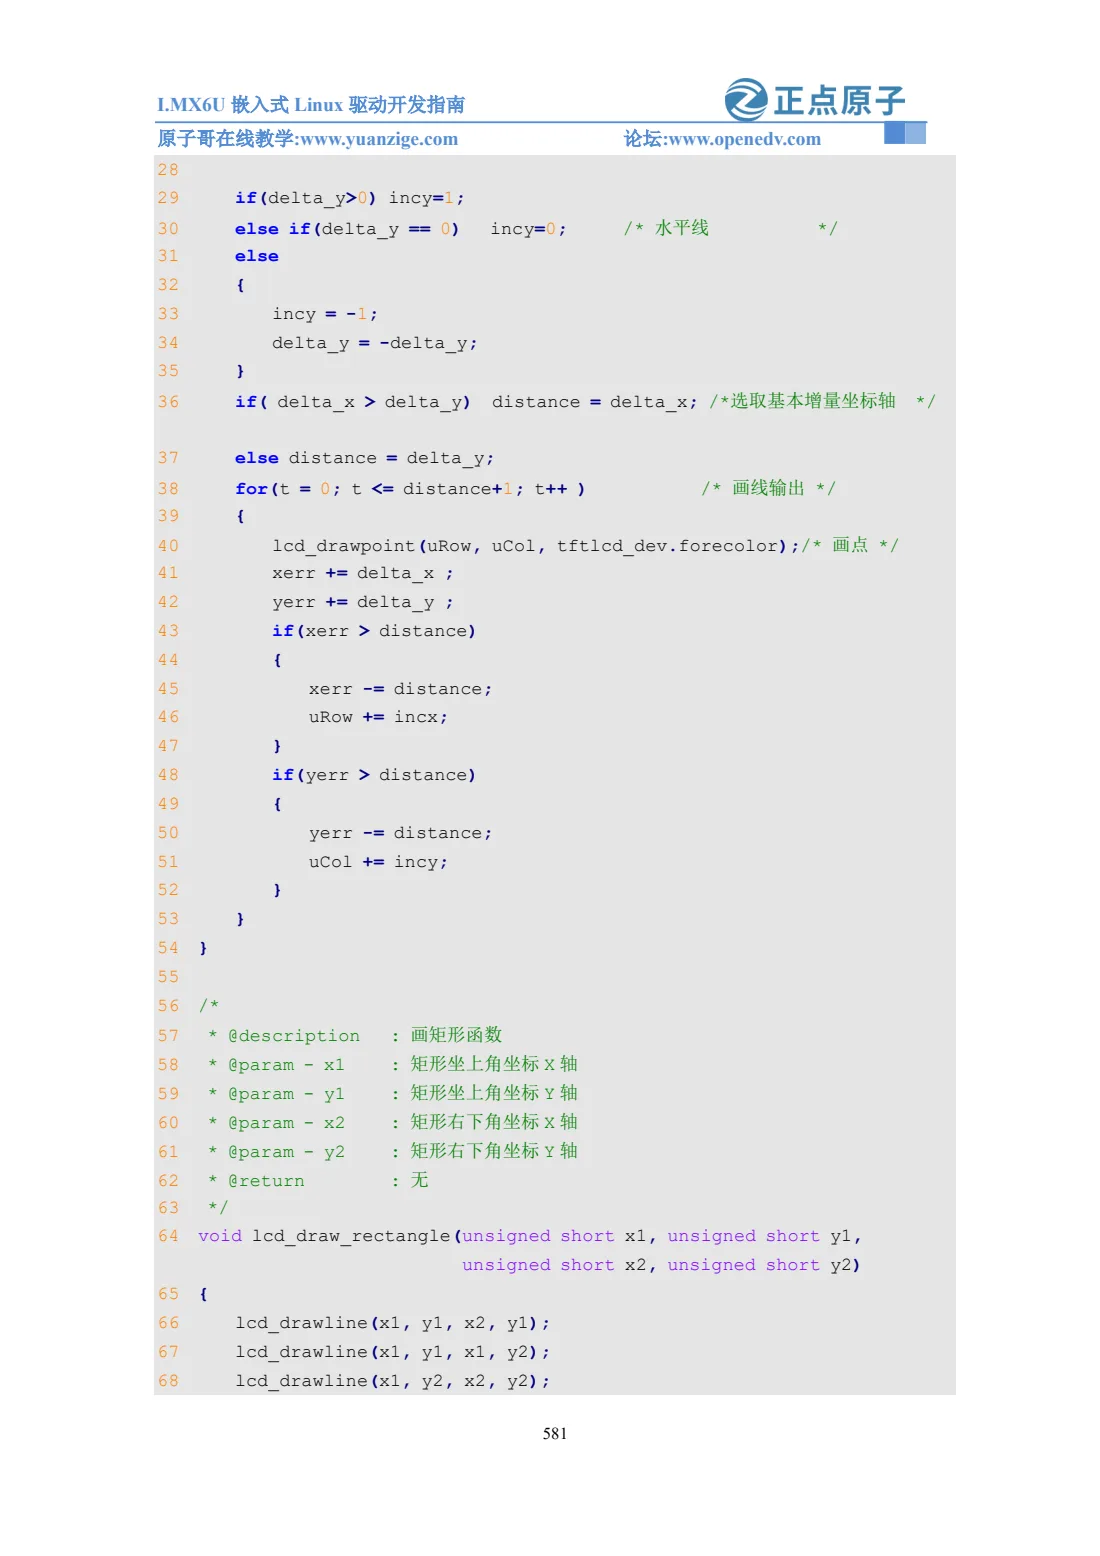 I.MX6U 嵌入式 Linux 驱动开发指南
正点原子
原子哥在线教学:www.yuanzige.com 论坛:www.openedv.com
28
29 if(delta_y>0) incy=1;
30 else if(delta_y == 0) incy=0; /* 水平线 */
31 else
32 {
33 incy = -1;
34 delta_y = -delta_y;
35 }
36 if( delta_x > delta_y) distance = delta_x; /*选取基本增量坐标轴 */
37 else distance = delta_y;
38 for(t = 0; t <= distance+1; t++ ) /* 画线输出 */
39 {
40 lcd_drawpoint(uRow, uCol, tftlcd_dev.forecolor);/* 画点 */
41 xerr += delta_x ;
42 yerr += delta_y ;
43 if(xerr > distance)
44 {
45 xerr -= distance;
46 uRow += incx;
47 }
48 if(yerr > distance)
49 {
50 yerr -= distance;
51 uCol += incy;
52 }
53 }
54 }
55
56 /*
57 * @description : 画矩形函数
58 * @param - x1 : 矩形坐上角坐标 X 轴
59 * @param - y1 : 矩形坐上角坐标 Y 轴
60 * @param - x2 : 矩形右下角坐标 X 轴
61 * @param - y2 : 矩形右下角坐标 Y 轴
62 * @return : 无
63 */
64 void lcd_draw_rectangle(unsigned short x1, unsigned short y1,
unsigned short x2, unsigned short y2)
65 {
66 lcd_drawline(x1, y1, x2, y1);
67 lcd_drawline(x1, y1, x1, y2);
68 lcd_drawline(x1, y2, x2, y2);
581